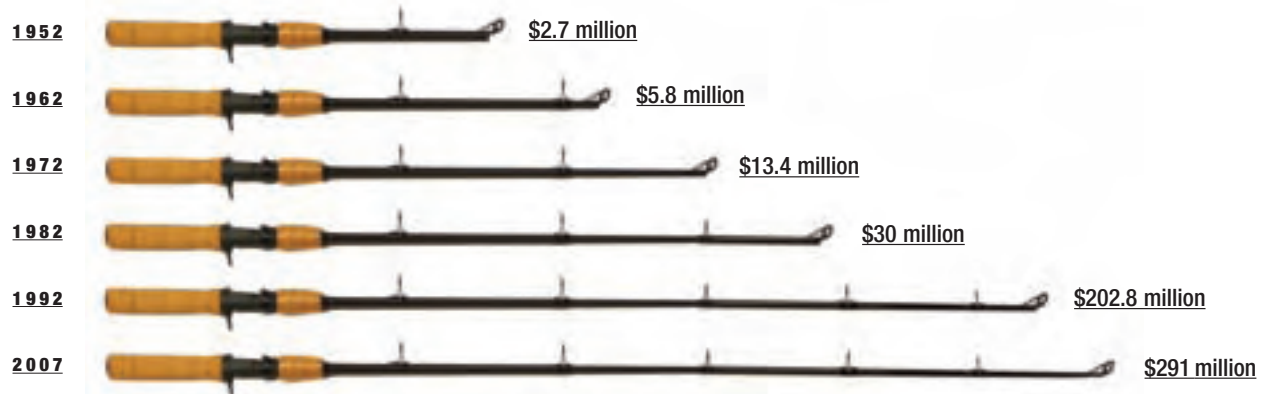 1952 $2.7 million
1962 $5.8 million
1972 $13.4 million
1982 $30 million
1992 $202.8 million
2007 $291 million